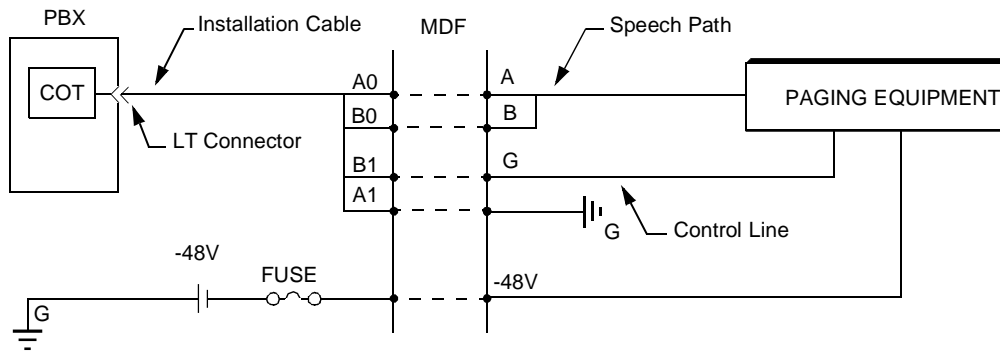 PBX
Installation Cable
MDF
Speech Path
COT
A0
A
PAGING EQUIPMENT
B0
B
LT Connector
B1
G
A1
G
Control Line
-48V
FUSE
-48V
G